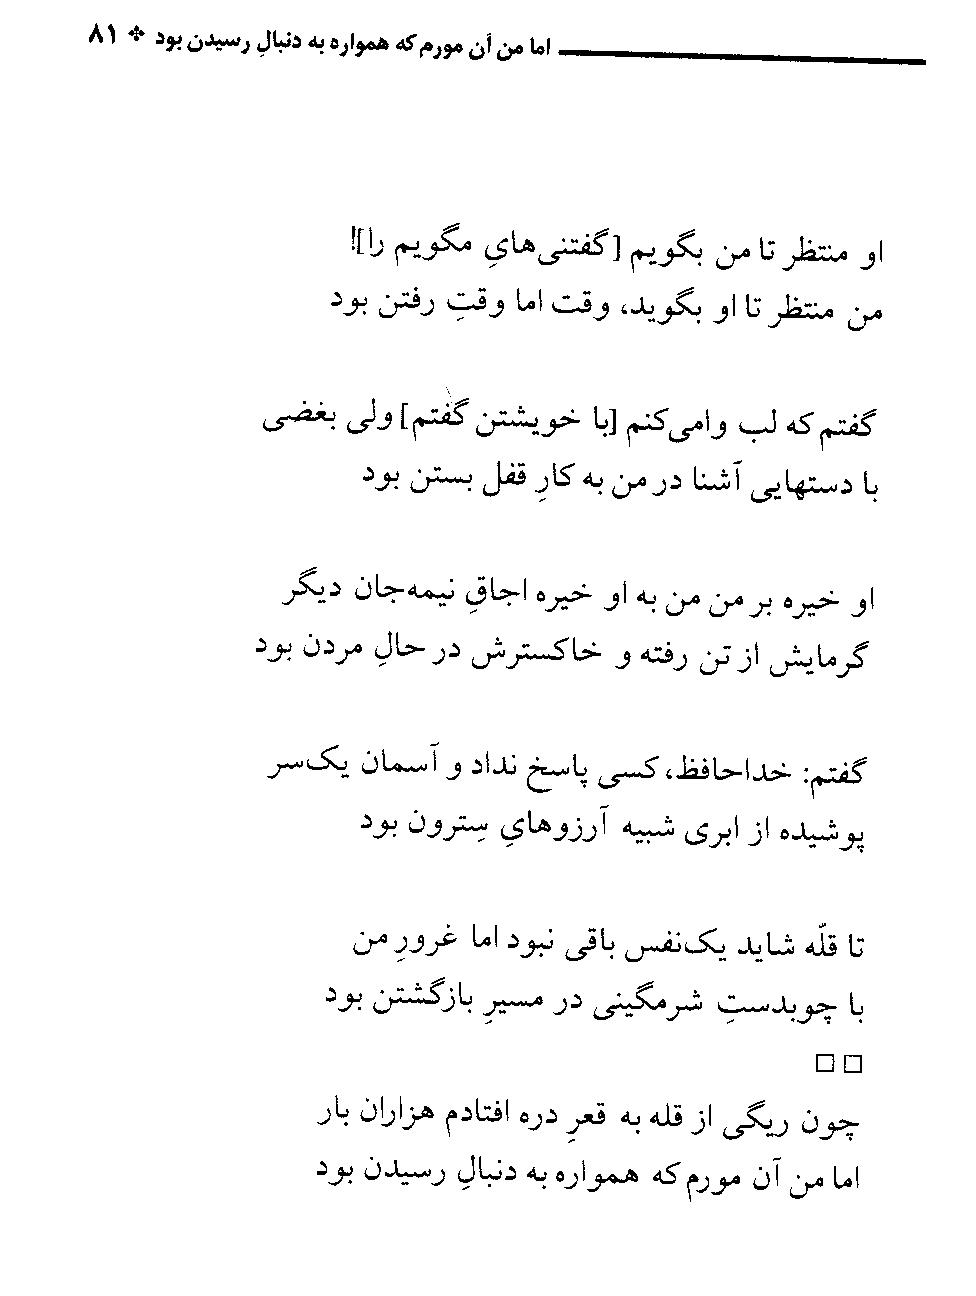 اما من آن مورم که همواره به دنبالِ رسیدن بود ❖ ۸۱
او منتظر تا من بگویم [گفتنی‌هایِ مگویم را]!
من منتظر تا او بگوید، وقت اما وقتِ رفتن بود
گفتم که لب وامی‌کنم [با خویشتن گفتم] ولی بغضی
با دستهایی آشنا در من به کارِ قفل بستن بود
او خیره بر من من به او خیره اجاقِ نیمه‌جان دیگر
گرمایش از تن رفته و خاکسترش در حالِ مردن بود
گفتم: خداحافظ، کسی پاسخ نداد و آسمان یک‌سر
پوشیده از ابری شبیه آرزوهایِ سِترون بود
تا قلّه شاید یک‌نفس باقی نبود اما غرورِ من
با چوبدستِ شرمگینی در مسیرِ بازگشتن بود
□ □
چون ریگی از قله به قعرِ دره افتادم هزاران بار
اما من آن مورم که همواره به دنبالِ رسیدن بود